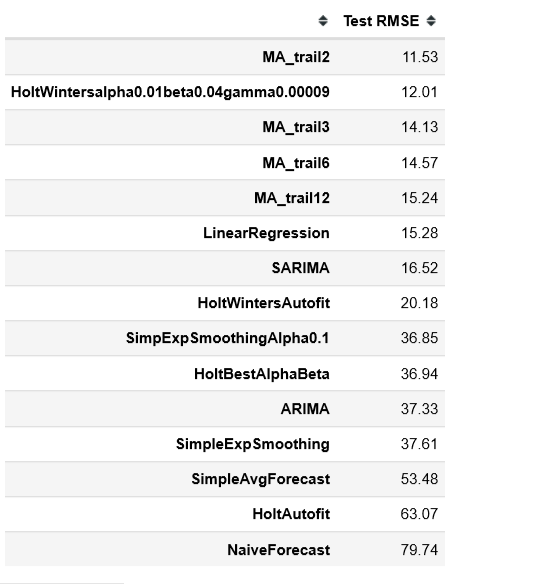 Test RMSE
MA_trail2 11.53
HoltWintersalpha0.01beta0.04gamma0.00009 12.01
MA_trail3 14.13
MA_trail6 14.57
MA_trail12 15.24
LinearRegression 15.28
SARIMA 16.52
HoltWintersAutofit 20.18
SimpExpSmoothingAlpha0.1 36.85
HoltBestAlphaBeta 36.94
ARIMA 37.33
SimpleExpSmoothing 37.61
SimpleAvgForecast 53.48
HoltAutofit 63.07
NaiveForecast 79.74